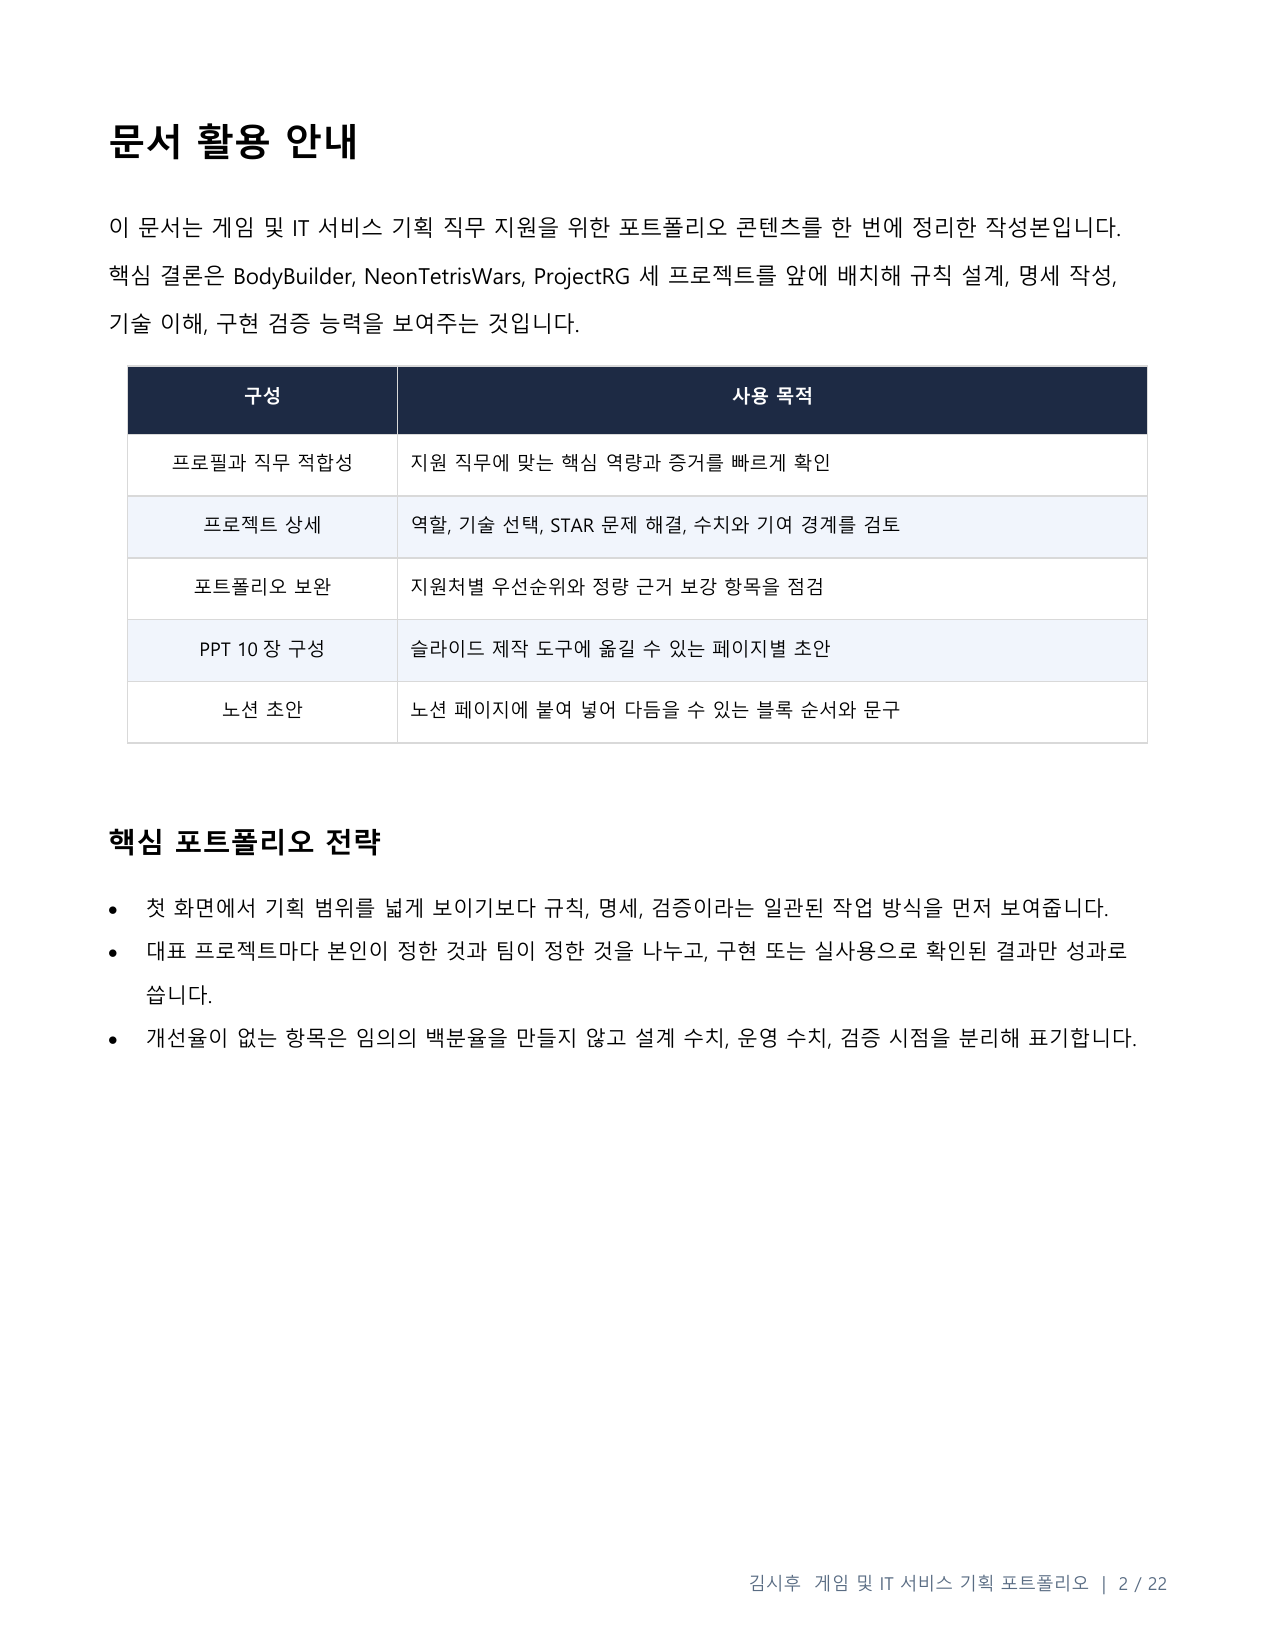 문서 활용 안내
이 문서는 게임 및 IT 서비스 기획 직무 지원을 위한 포트폴리오 콘텐츠를 한 번에 정리한 작성본입니다.
핵심 결론은 BodyBuilder, NeonTetrisWars, ProjectRG 세 프로젝트를 앞에 배치해 규칙 설계, 명세 작성,
기술 이해, 구현 검증 능력을 보여주는 것입니다.
구성 사용 목적
프로필과 직무 적합성 지원 직무에 맞는 핵심 역량과 증거를 빠르게 확인
프로젝트 상세 역할, 기술 선택, STAR 문제 해결, 수치와 기여 경계를 검토
포트폴리오 보완 지원처별 우선순위와 정량 근거 보강 항목을 점검
PPT 10장 구성 슬라이드 제작 도구에 옮길 수 있는 페이지별 초안
노션 초안 노션 페이지에 붙여 넣어 다듬을 수 있는 블록 순서와 문구
핵심 포트폴리오 전략
• 첫 화면에서 기획 범위를 넓게 보이기보다 규칙, 명세, 검증이라는 일관된 작업 방식을 먼저 보여줍니다.
• 대표 프로젝트마다 본인이 정한 것과 팀이 정한 것을 나누고, 구현 또는 실사용으로 확인된 결과만 성과로
씁니다.
• 개선율이 없는 항목은 임의의 백분율을 만들지 않고 설계 수치, 운영 수치, 검증 시점을 분리해 표기합니다.
김시후 게임 및 IT 서비스 기획 포트폴리오 | 2 / 22